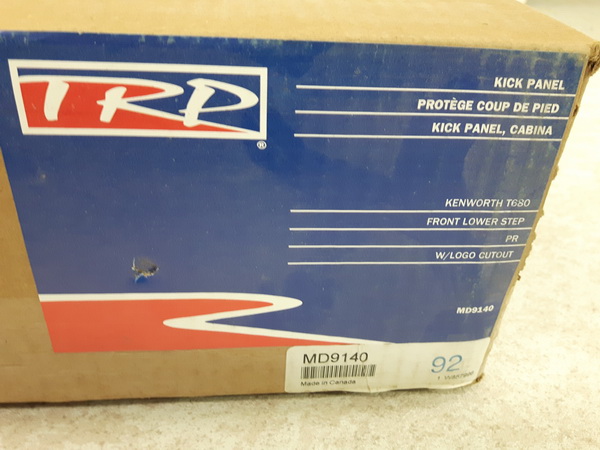 TRP
®
KICK PANEL
PROTÈGE COUP DE PIED
KICK PANEL, CABINA
KENWORTH T680
FRONT LOWER STEP
PR
W/LOGO CUTOUT
MD9140
MD9140
Made in Canada
92